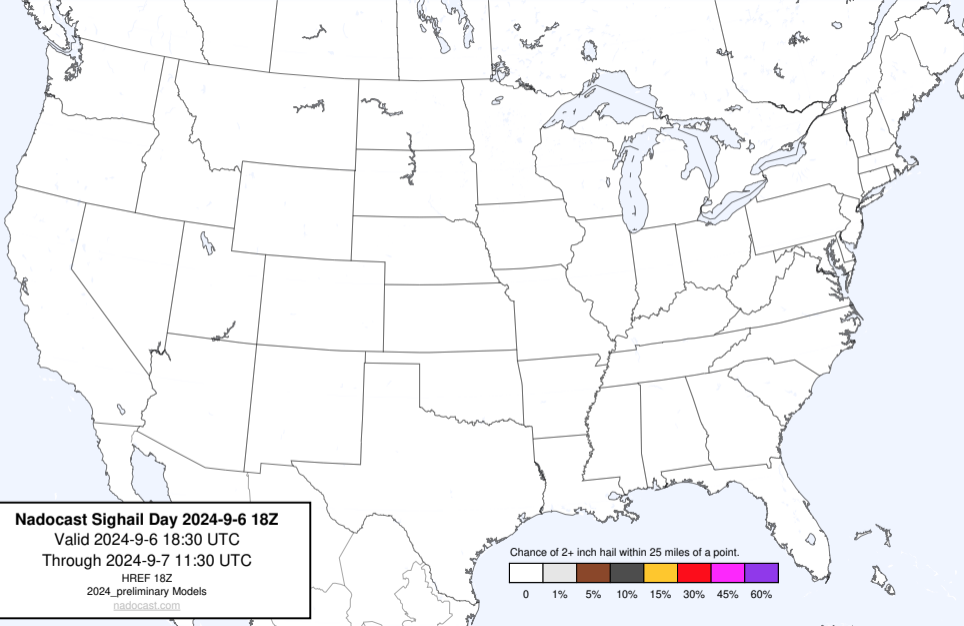 Nadocast Sighail Day 2024-9-6 18Z
Valid 2024-9-6 18:30 UTC
Through 2024-9-7 11:30 UTC
HREF 18Z
2024_preliminary Models
nadocast.com
Chance of 2+ inch hail within 25 miles of a point.
0 1% 5% 10% 15% 30% 45% 60%